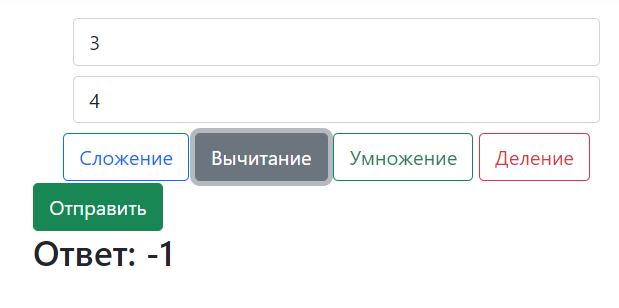 3
4
Сложение Вычитание Умножение Деление
Отправить
Ответ: -1